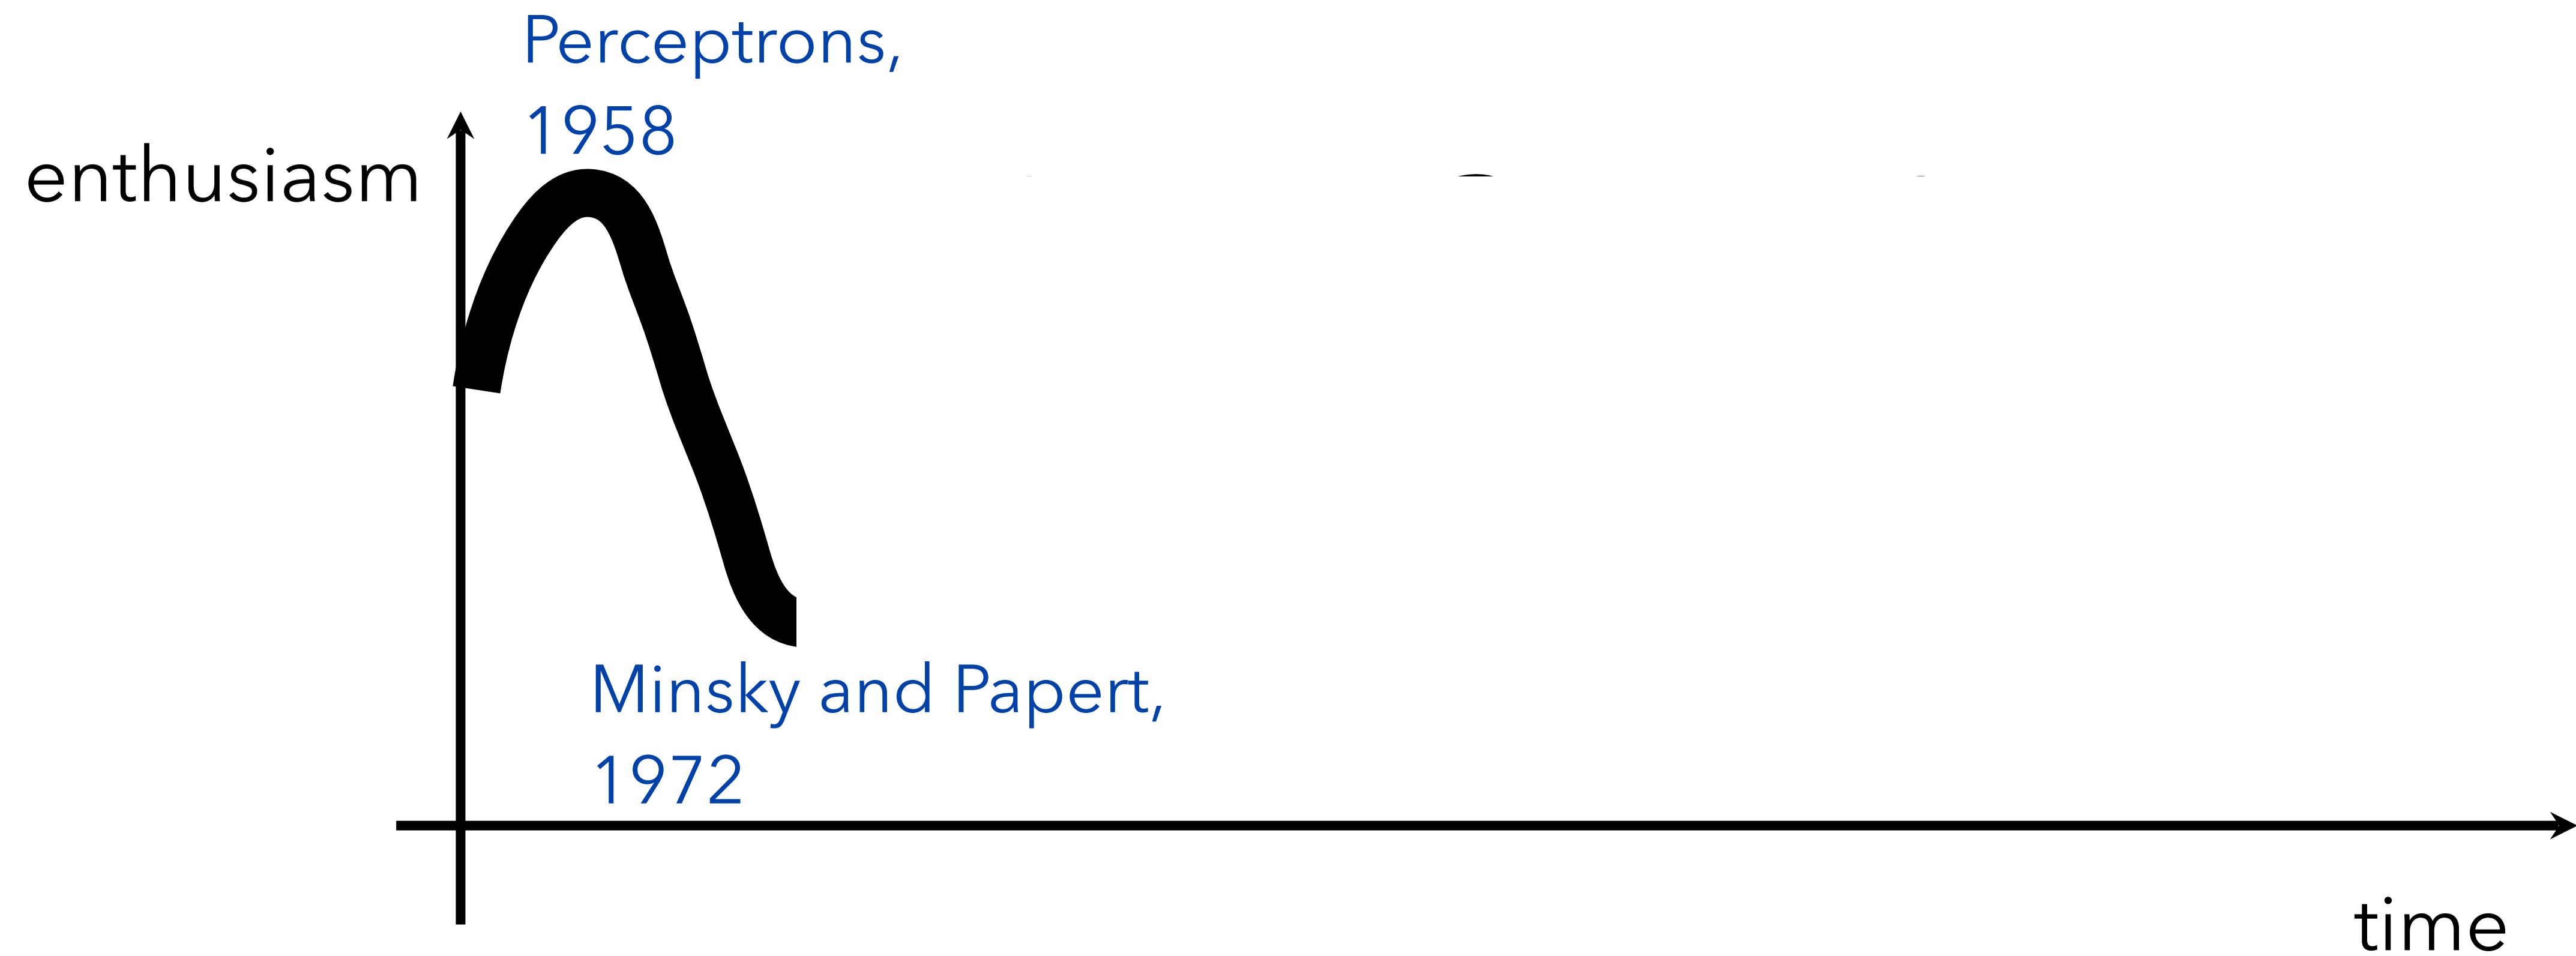 Perceptrons,
1958
enthusiasm
Minsky and Papert,
1972
time